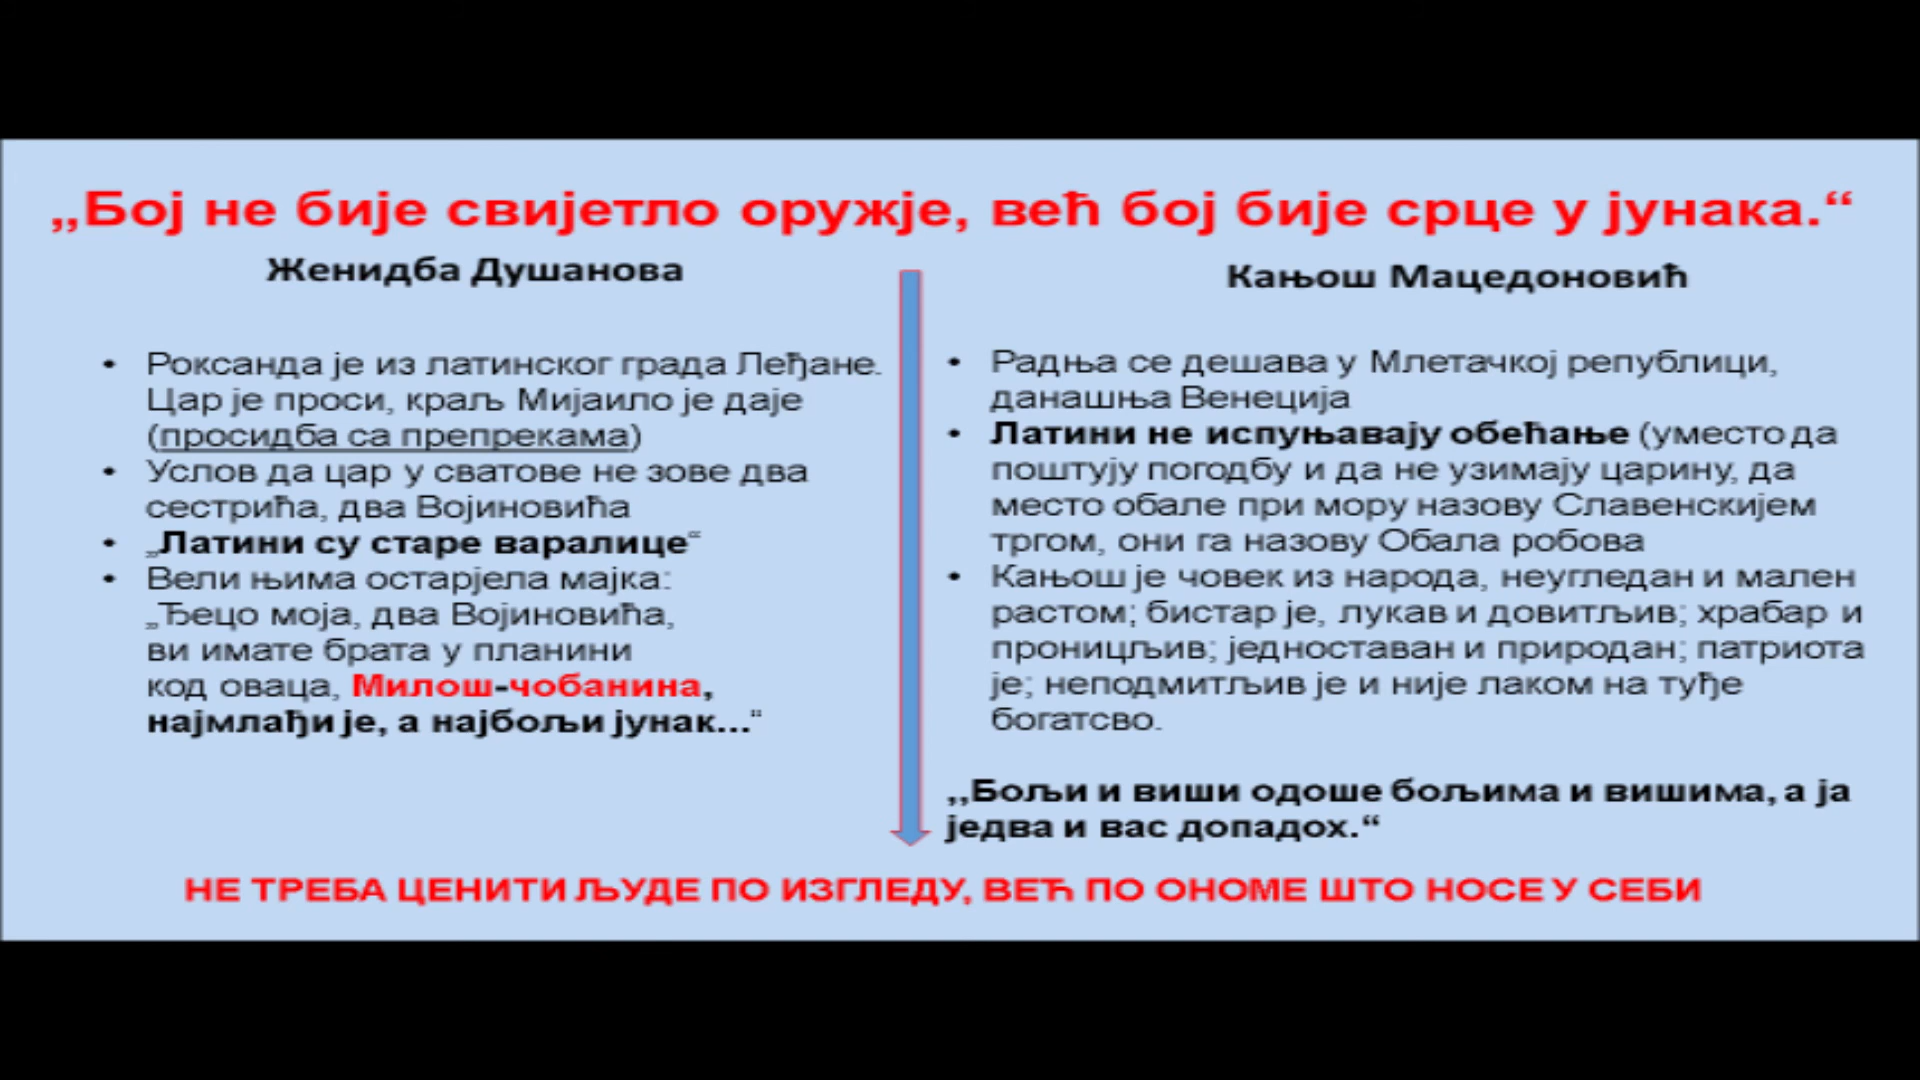 „Бој не бије свијетло оружје, већ бој бије срце у јунака.“
Женидба Душанова
• Роксанда је из латинског града Леђане.
Цар је проси, краљ Мијаило је даје
(просидба са препрекама)
• Услов да цар у сватове не зове два
сестрића, два Војиновића
• „Латини су старе варалице“
• Вели њима остарјела мајка:
„Ђецо моја, два Војиновића,
ви имате брата у планини
код оваца, Милош-чобанина,
најмлађи је, а најбољи јунак...“
Кањош Мацедоновић
• Радња се дешава у Млетачкој републици,
данашња Венеција
• Латини не испуњавају обећање (уместо да
поштују погодбу и да не узимају царину, да
место обале при мору назову Славенскијем
тргом, они га назову Обала робова
• Кањош је човек из народа, неугледан и мален
растом; бистар је, лукав и довитљив; храбар и
проницљив; једноставан и природан; патриота
је; неподмитљив је и није лаком на туђе
богатсво.
,,Бољи и виши одоше бољима и вишима, а ја
једва и вас допадох.“
НЕ ТРЕБА ЦЕНИТИ ЉУДЕ ПО ИЗГЛЕДУ, ВЕЋ ПО ОНОМЕ ШТО НОСЕ У СЕБИ